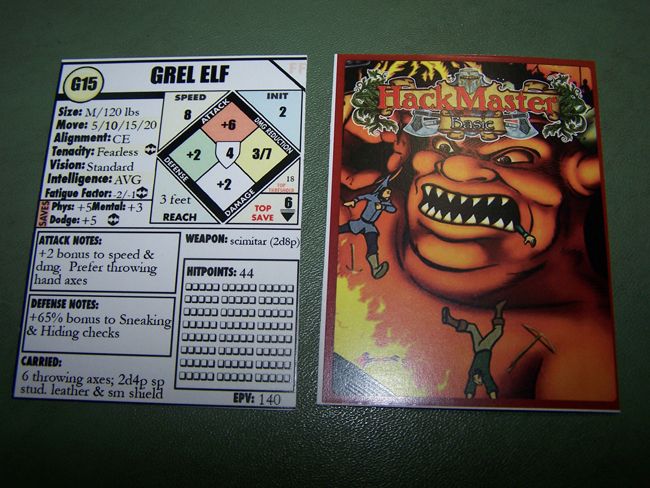 G15
GREL ELF
Size: M/120 lbs
Move: 5/10/15/20
Alignment: CE
Tenacity: Fearless
Vision: Standard
Intelligence: AVG
Fatigue Factor: -2/-1
SAVES
Phys: +5 Mental: +3
Dodge: +5
SPEED
8
INIT
2
ATTACK
+6
DMG REDUCTION
3/7
DEFENSE
+2
4
DAMAGE
+2
3 feet
REACH
18
TOP
THRESHOLD
TOP
SAVE
6
ATTACK NOTES:
+2 bonus to speed &
dmg. Prefer throwing
hand axes
DEFENSE NOTES:
+65% bonus to Sneaking
& Hiding checks
CARRIED:
6 throwing axes; 2d4p sp
stud. leather & sm shield
WEAPON: scimitar (2d8p)
HITPOINTS: 44
EPV: 140
HackMaster
Basic